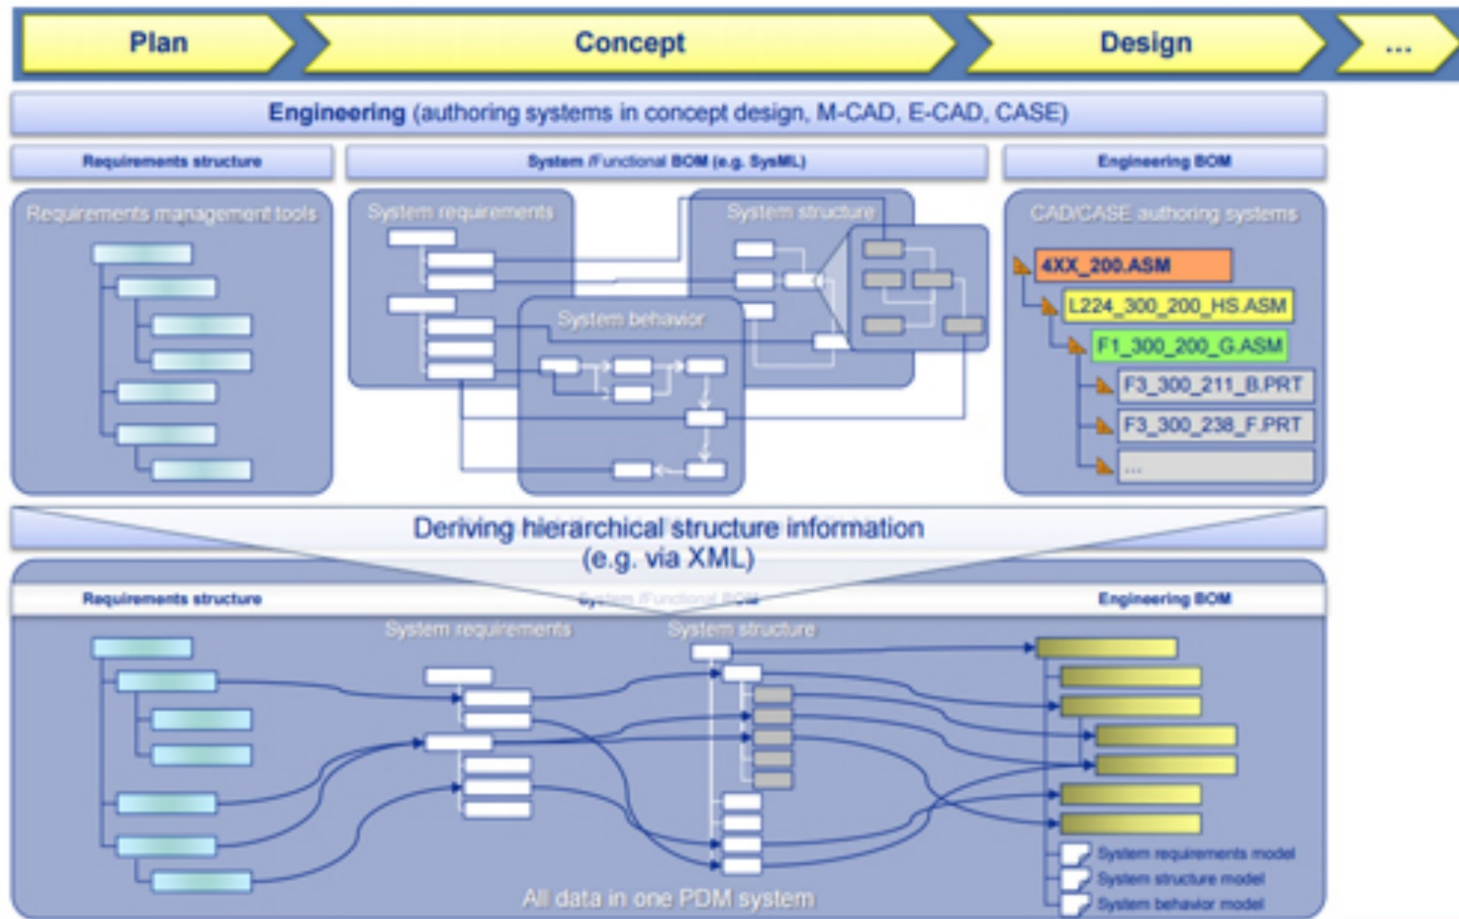 Plan
Concept
Design
...
Engineering (authoring systems in concept design, M-CAD, E-CAD, CASE)
Requirements structure
System /Functional BOM (e.g. SysML)
Engineering BOM
Requirements management tools
System requirements
System structure
System behavior
CAD/CASE authoring systems
4XX_200.ASM
L224_300_200_HS.ASM
F1_300_200_G.ASM
F3_300_211_B.PRT
F3_300_238_F.PRT
...
Deriving hierarchical structure information
(e.g. via XML)
Requirements structure
System /Functional BOM
Engineering BOM
System requirements
System structure
System requirements model
System structure model
System behavior model
All data in one PDM system